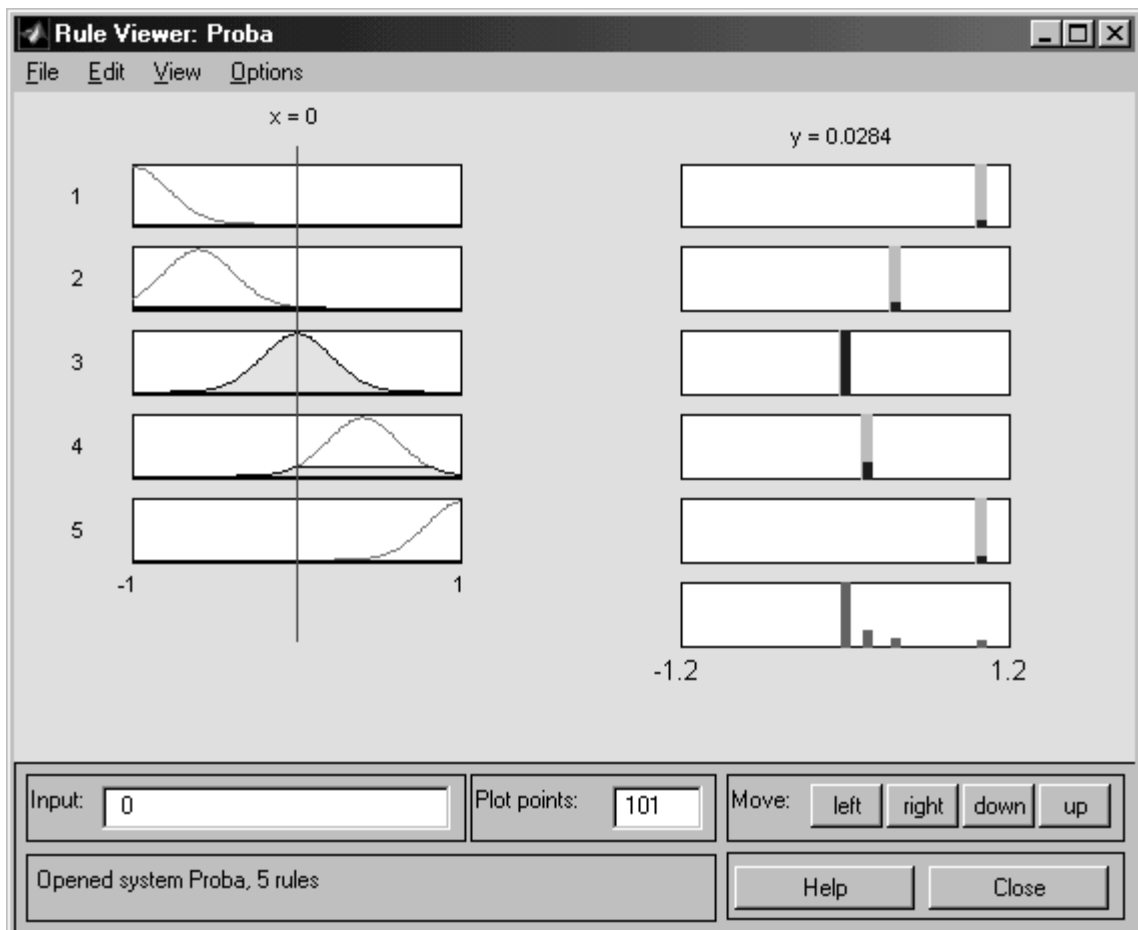 Rule Viewer: Proba
File Edit View Options
x = 0
y = 0.0284
1
2
3
4
5
-1 1
-1.2 1.2
Input: 0
Plot points: 101
Move: left right down up
Opened system Proba, 5 rules
Help Close